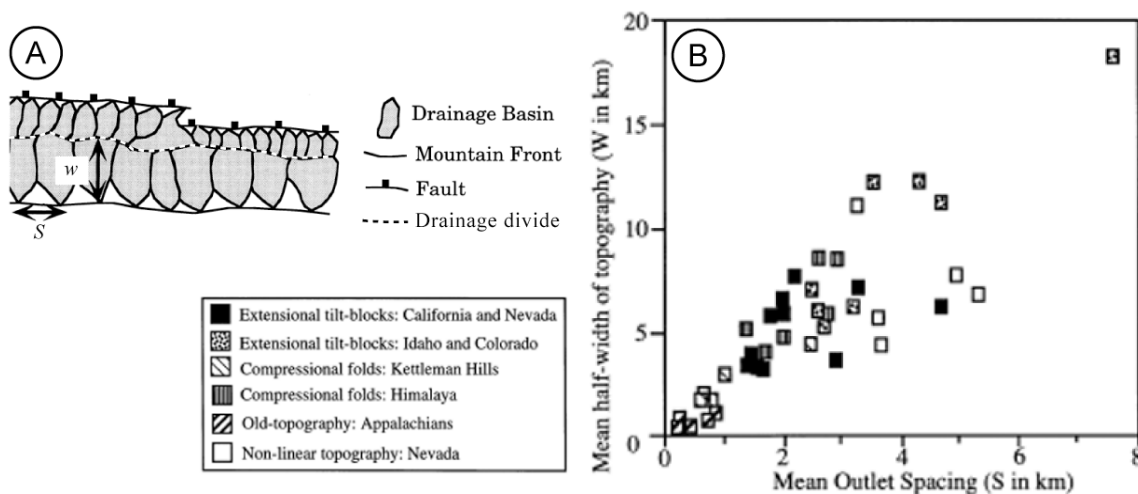 A
w
S
Drainage Basin
Mountain Front
Fault
Drainage divide
Extensional tilt-blocks: California and Nevada
Extensional tilt-blocks: Idaho and Colorado
Compressional folds: Kettleman Hills
Compressional folds: Himalaya
Old-topography: Appalachians
Non-linear topography: Nevada
B
Mean half-width of topography (W in km)
20
15
10
5
0
0 2 4 6 8
Mean Outlet Spacing (S in km)